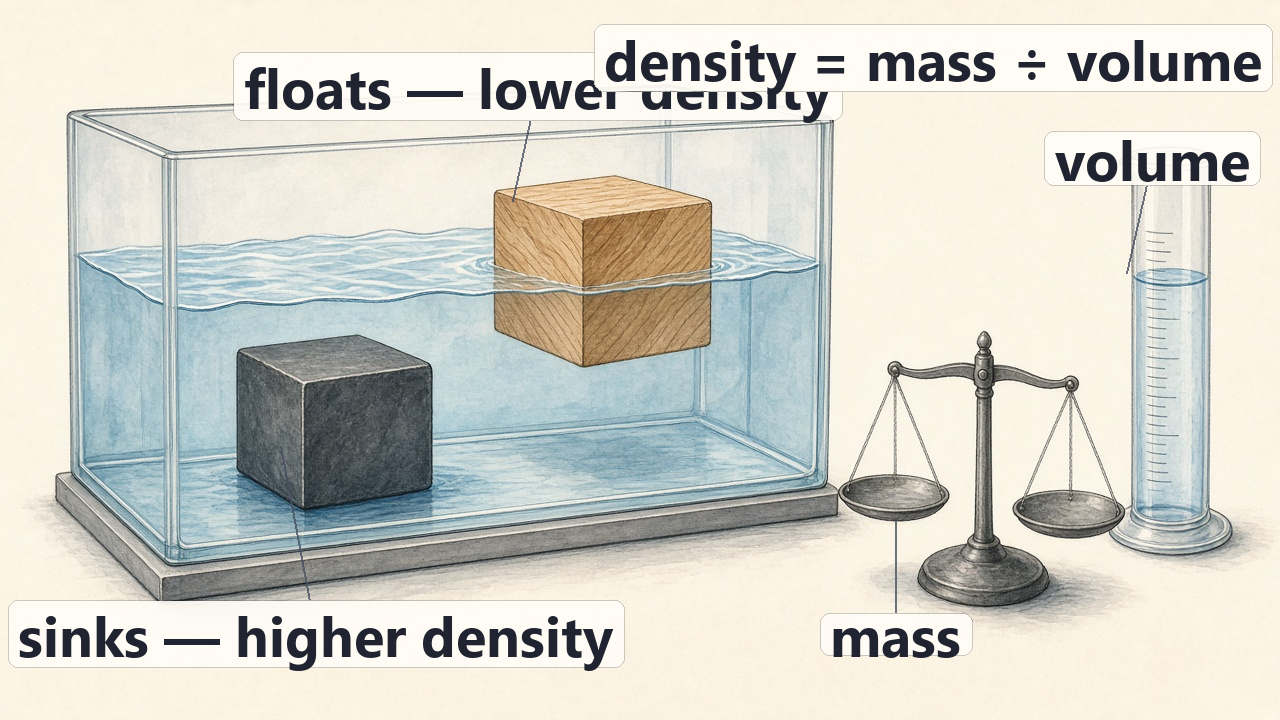 density = mass ÷ volume
floats — lower density
volume
sinks — higher density
mass